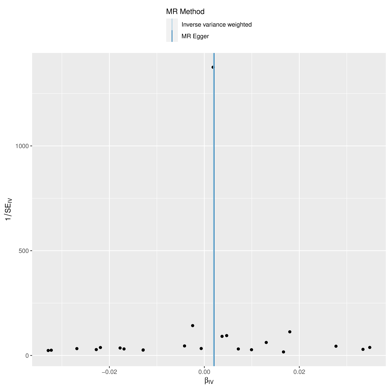 MR Method
Inverse variance weighted
MR Egger
1000
500
0
1/SE_IV
−0.02
0.00
0.02
β_IV